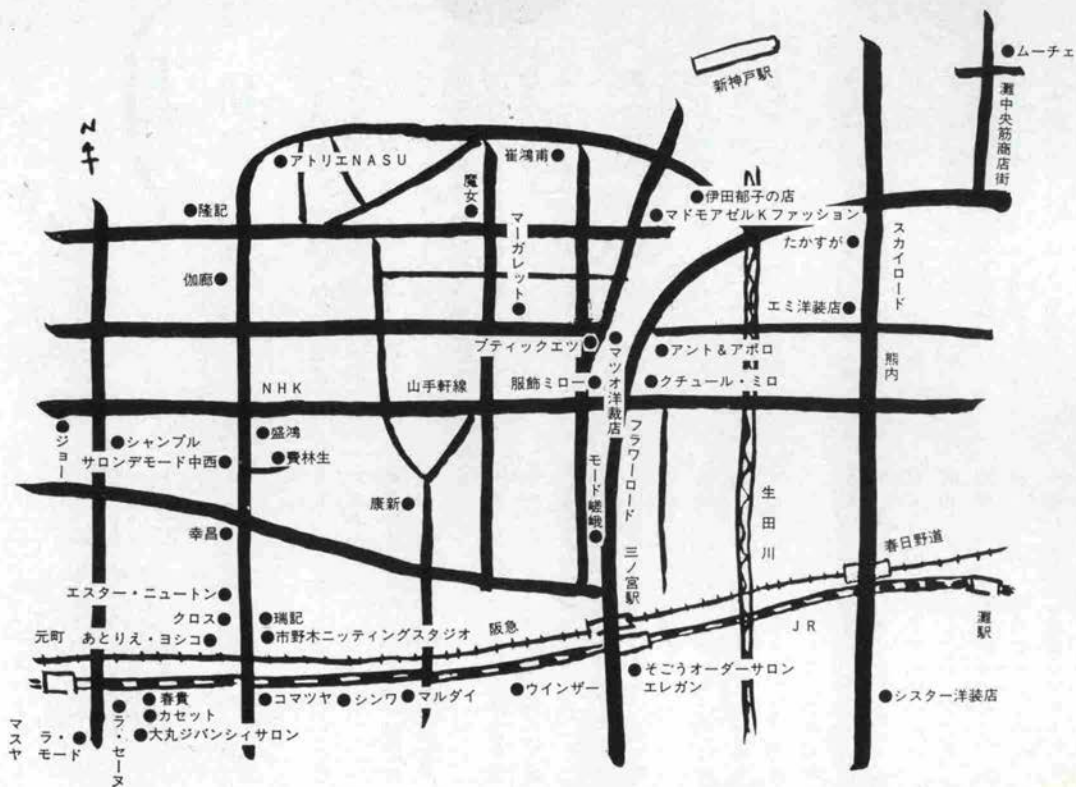 ムーチェ
灘中央筋商店街
新神戸駅
N
アトリエNASU
崔鴻甫
魔女
隆記
マーガレット
N
伊田郁子の店
マドモアゼルKファッション
たかすが
スカイロード
伽廊
エミ洋装店
ブティックエツ
マツオ洋裁店
アント&アポロ
熊内
NHK
山手軒線
服飾ミロー
クチュール・ミロ
ジョー
シャンブル
サロンデモード中西
盛鴻
費林生
康新
モード嵯峨
フラワーロード
生田川
幸昌
三ノ宮駅
春日野道
エスター・ニュートン
クロス
瑞記
元町
あとりえ・ヨシコ
市野木ニッティングスタジオ
阪急
JR
灘駅
そごうオーダーサロン
エレガン
マスヤ
ラ・モード
ラ・セーヌ
春貴
カセット
大丸ジバンシィサロン
コマツヤ
シンワ
マルダイ
ウインザー
シスター洋装店